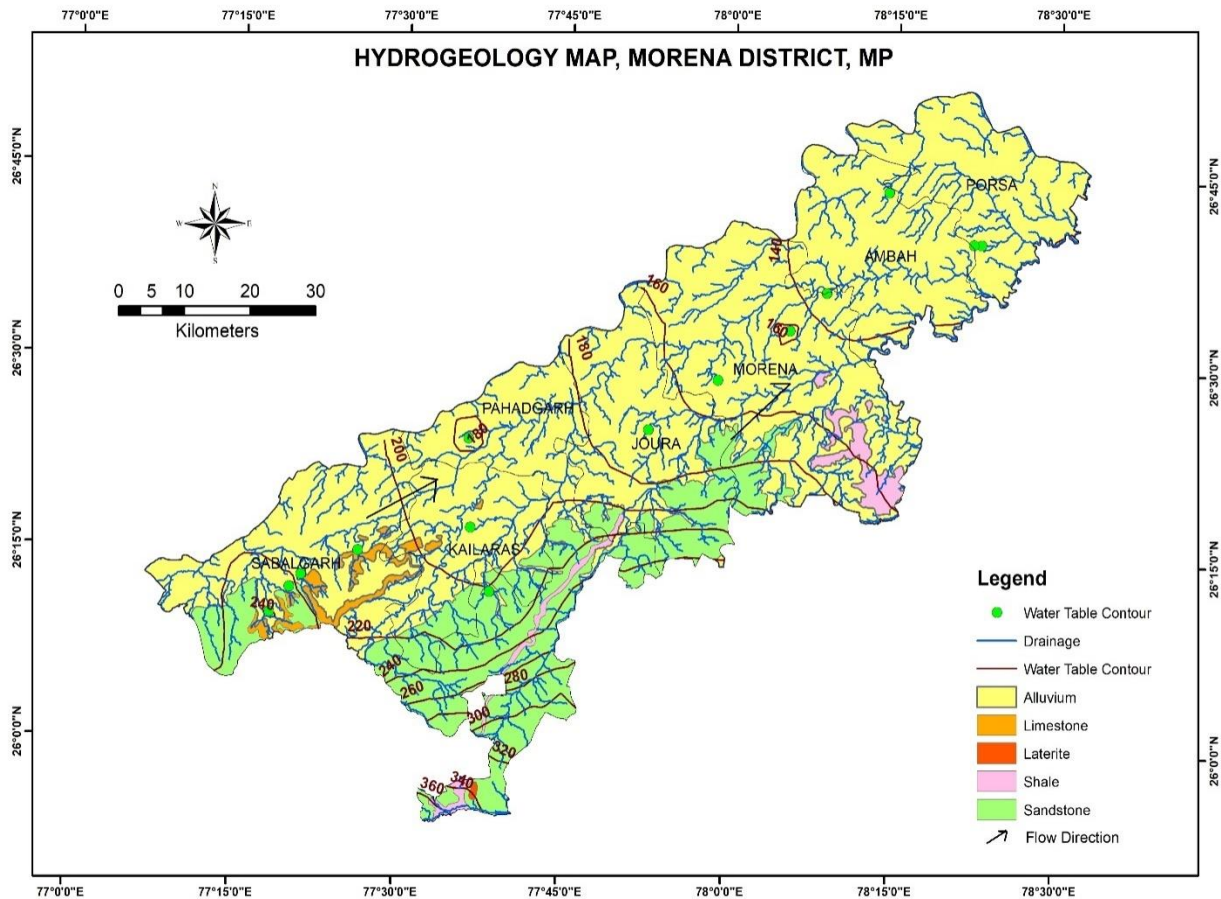 77°0'0"E 77°15'0"E 77°30'0"E 77°45'0"E 78°0'0"E 78°15'0"E 78°30'0"E
HYDROGEOLOGY MAP, MORENA DISTRICT, MP
26°45'0"N
26°45'0"N
N
W E
S
PORSA
AMBAH
140
160
0 5 10 20 30
Kilometers
160
180
26°30'0"N
26°30'0"N
MORENA
PAHADGARH
180
JOURA
200
26°15'0"N
26°15'0"N
KAILARAS
SABALGARH
240
220
240
260
280
300
320
340
360
26°0'0"N
26°0'0"N
Legend
Water Table Contour
Drainage
Water Table Contour
Alluvium
Limestone
Laterite
Shale
Sandstone
Flow Direction
77°0'0"E 77°15'0"E 77°30'0"E 77°45'0"E 78°0'0"E 78°15'0"E 78°30'0"E